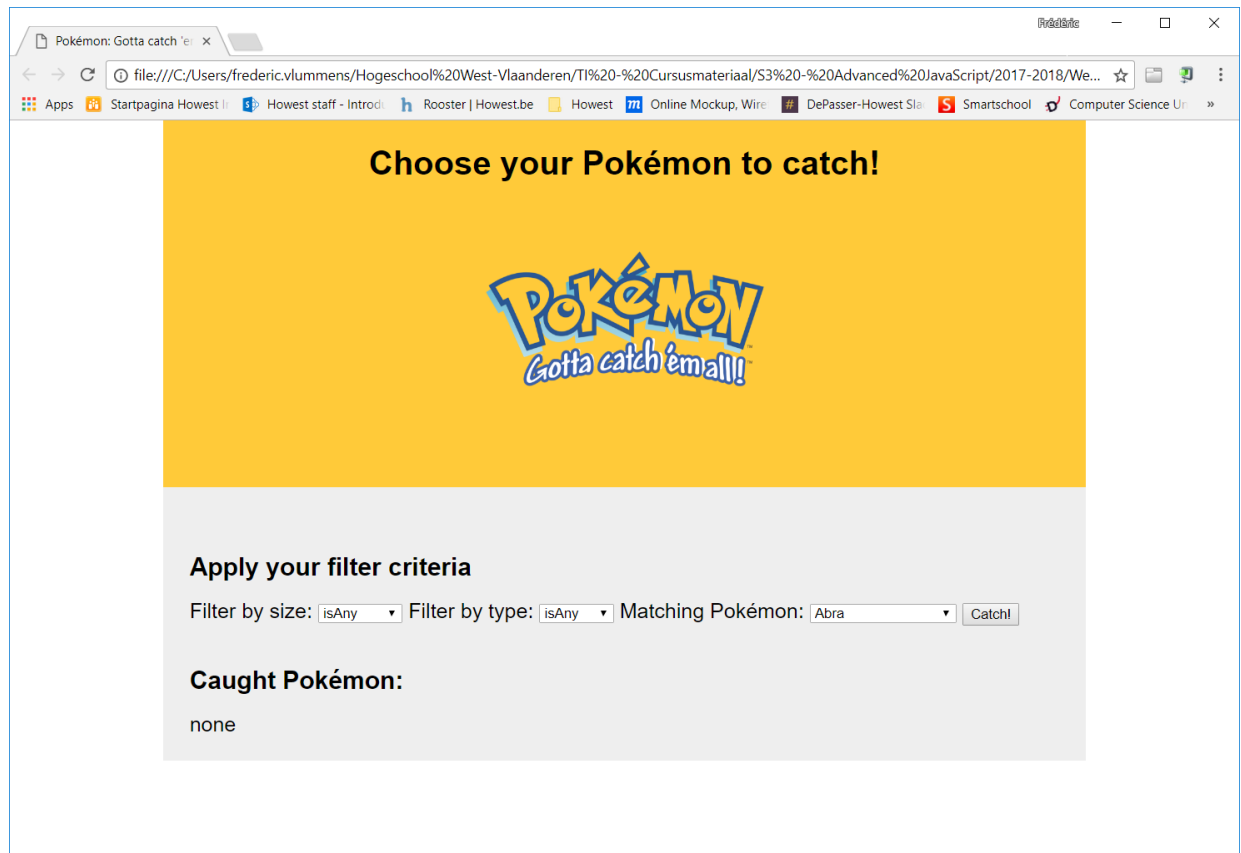 Frédéric
Pokémon: Gotta catch 'er
file:///C:/Users/frederic.vlummens/Hogeschool%20West-Vlaanderen/TI%20-%20Cursusmateriaal/S3%20-%20Advanced%20JavaScript/2017-2018/We...
Apps Startpagina Howest I Howest staff - Introd Rooster | Howest.be Howest Online Mockup, Wire DePasser-Howest Sla Smartschool Computer Science Ur »
Choose your Pokémon to catch!
POKéMON
Gotta catch 'em all!
Apply your filter criteria
Filter by size: isAny Filter by type: isAny Matching Pokémon: Abra Catch!
Caught Pokémon:
none